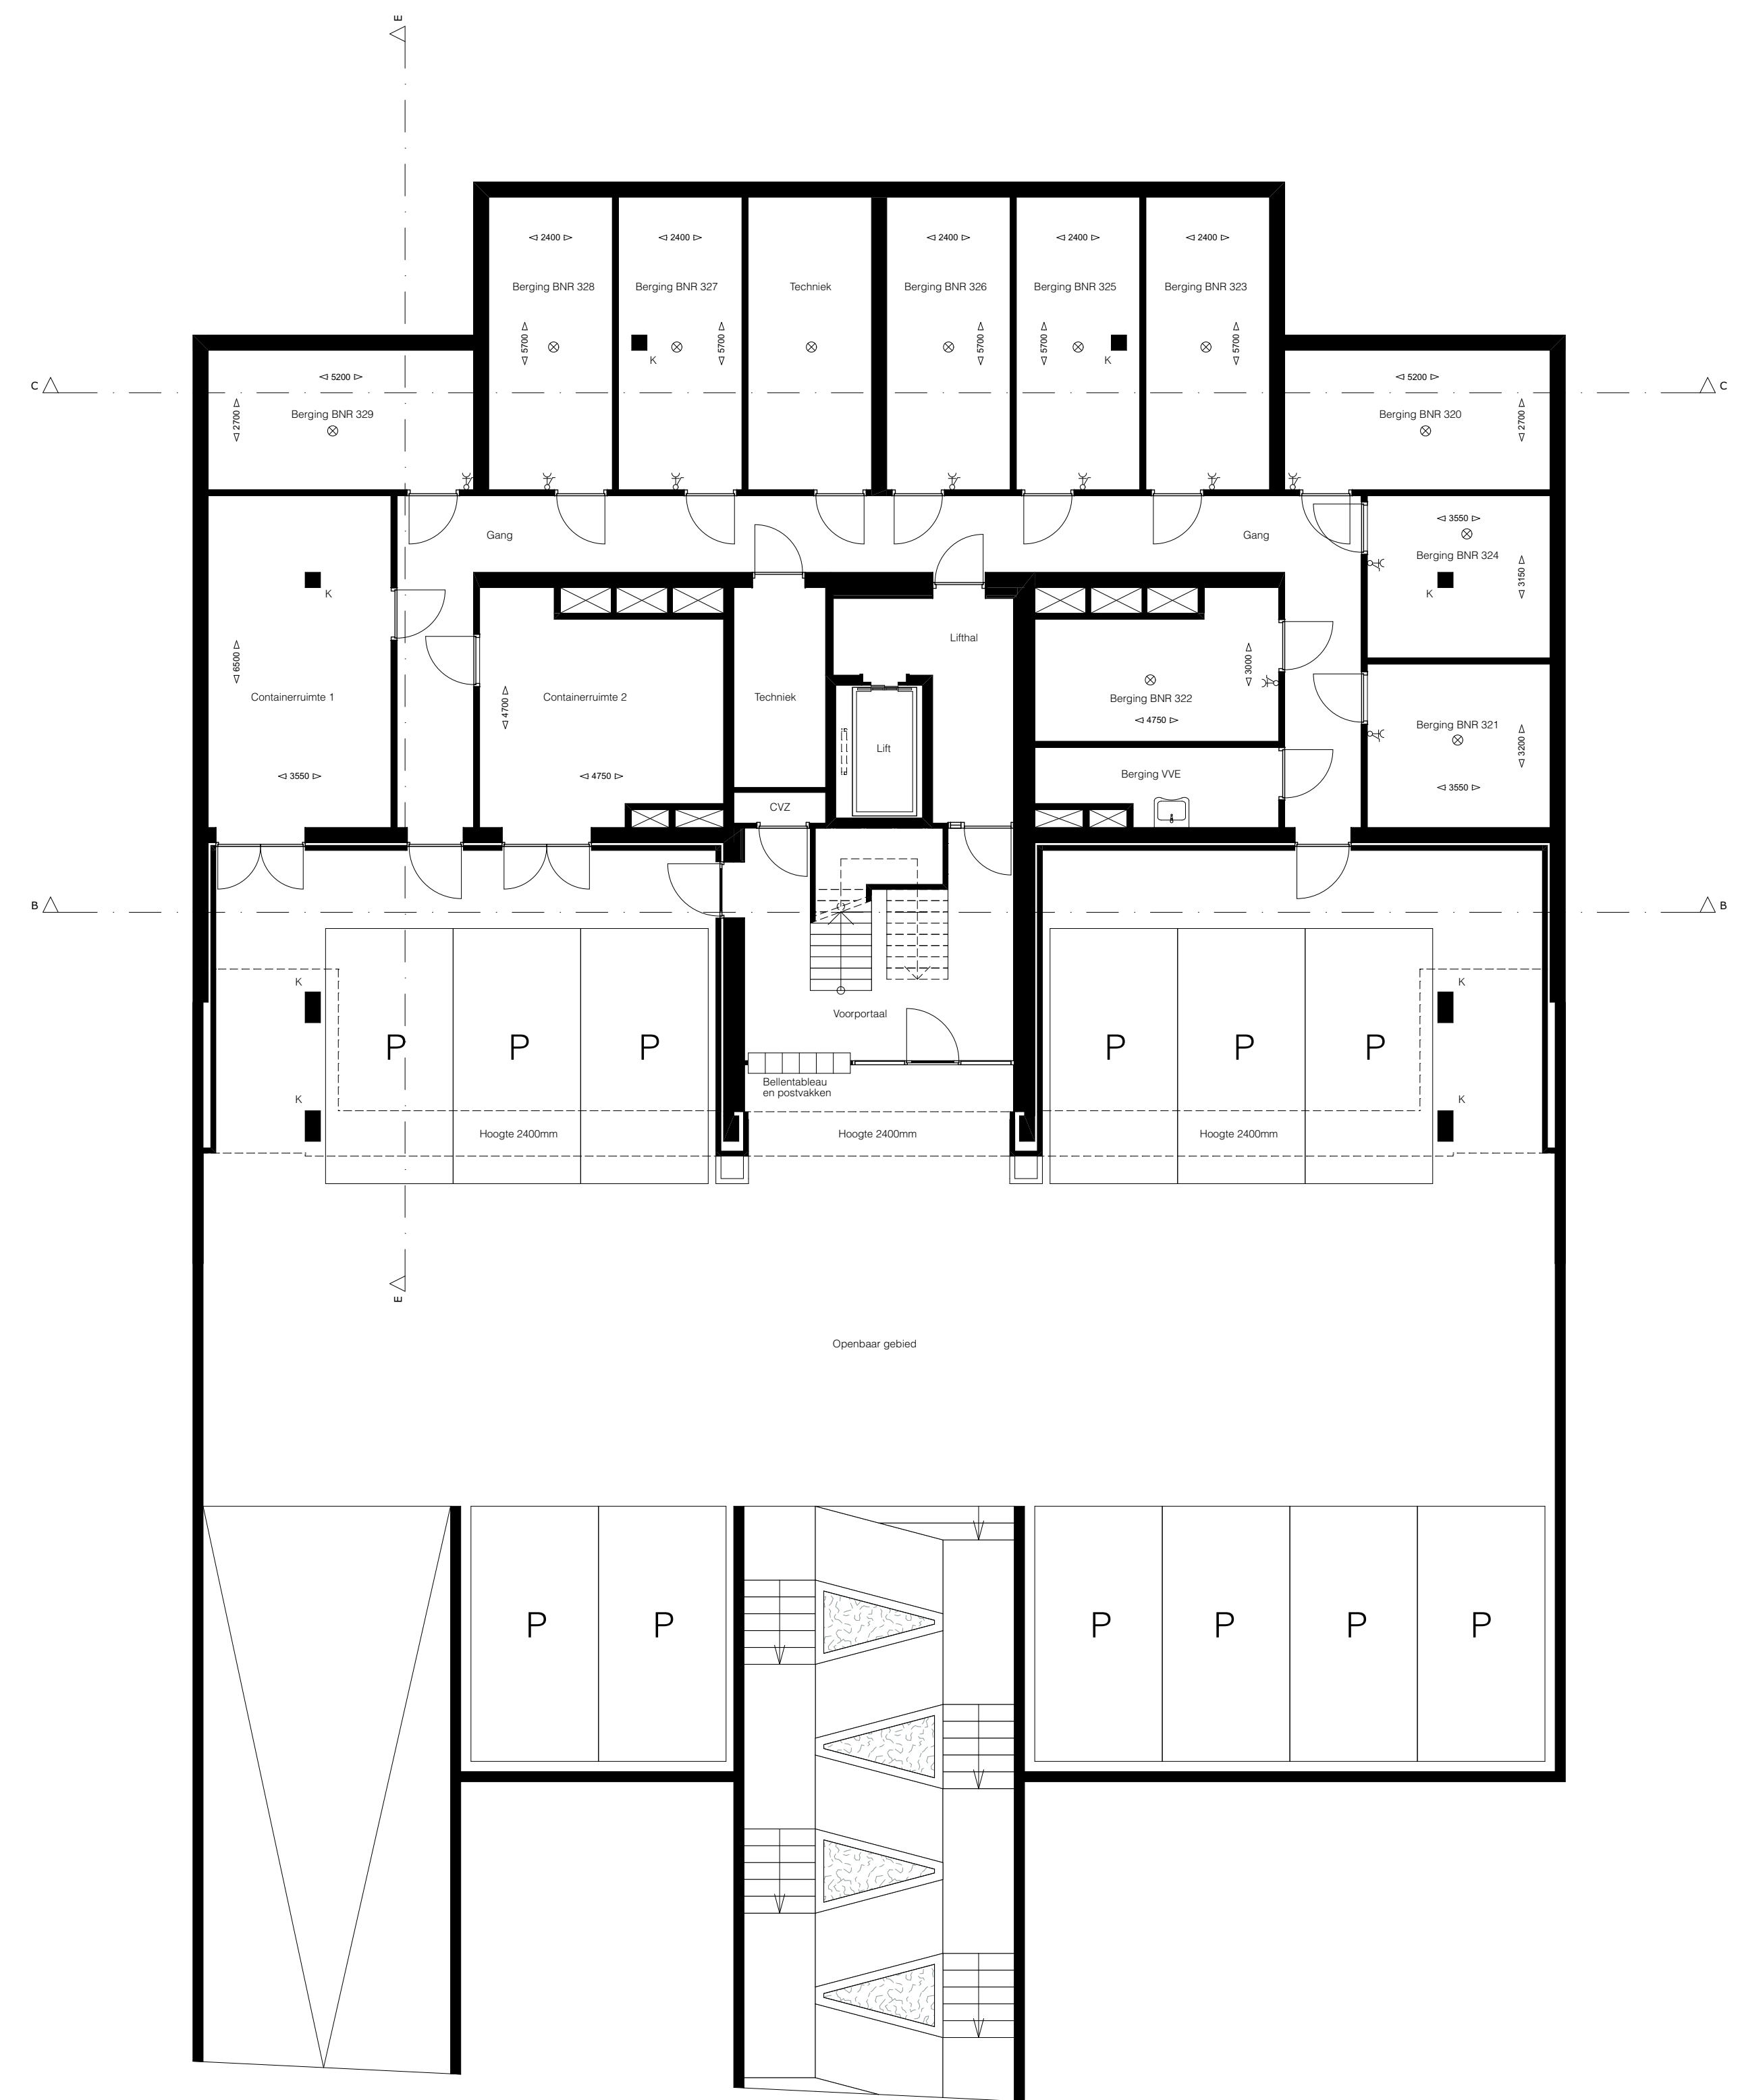 E
2400
2400
2400
2400
2400
Berging BNR 328
Berging BNR 327
Techniek
Berging BNR 326
Berging BNR 325
Berging BNR 323
5700
5700
5700
5700
5700
K
K
C
C
5200
5200
2700
2700
Berging BNR 329
Berging BNR 320
Gang
Gang
3550
Berging BNR 324
3150
K
K
Lifthal
6500
4700
3000
Containerruimte 1
Containerruimte 2
Techniek
Berging BNR 322
4750
Berging BNR 321
3200
Lift
3550
4750
Berging VVE
3550
CVZ
B
B
K
K
Voorportaal
P
P
P
P
P
P
Bellentableau
en postvakken
K
K
Hoogte 2400mm
Hoogte 2400mm
Hoogte 2400mm
E
Openbaar gebied
P
P
P
P
P
P